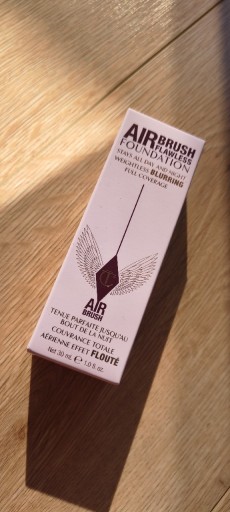 AIRBRUSH
FLAWLESS
FOUNDATION
STAYS ALL DAY AND NIGHT
WEIGHTLESS BLURRING
FULL COVERAGE
AIR
BRUSH
TENUE PARFAITE JUSQU'AU
BOUT DE LA NUIT
COUVRANCE TOTALE
AÉRIENNE EFFET FLOUTÉ
Net 30 mL ℮ 1.0 fl. oz.